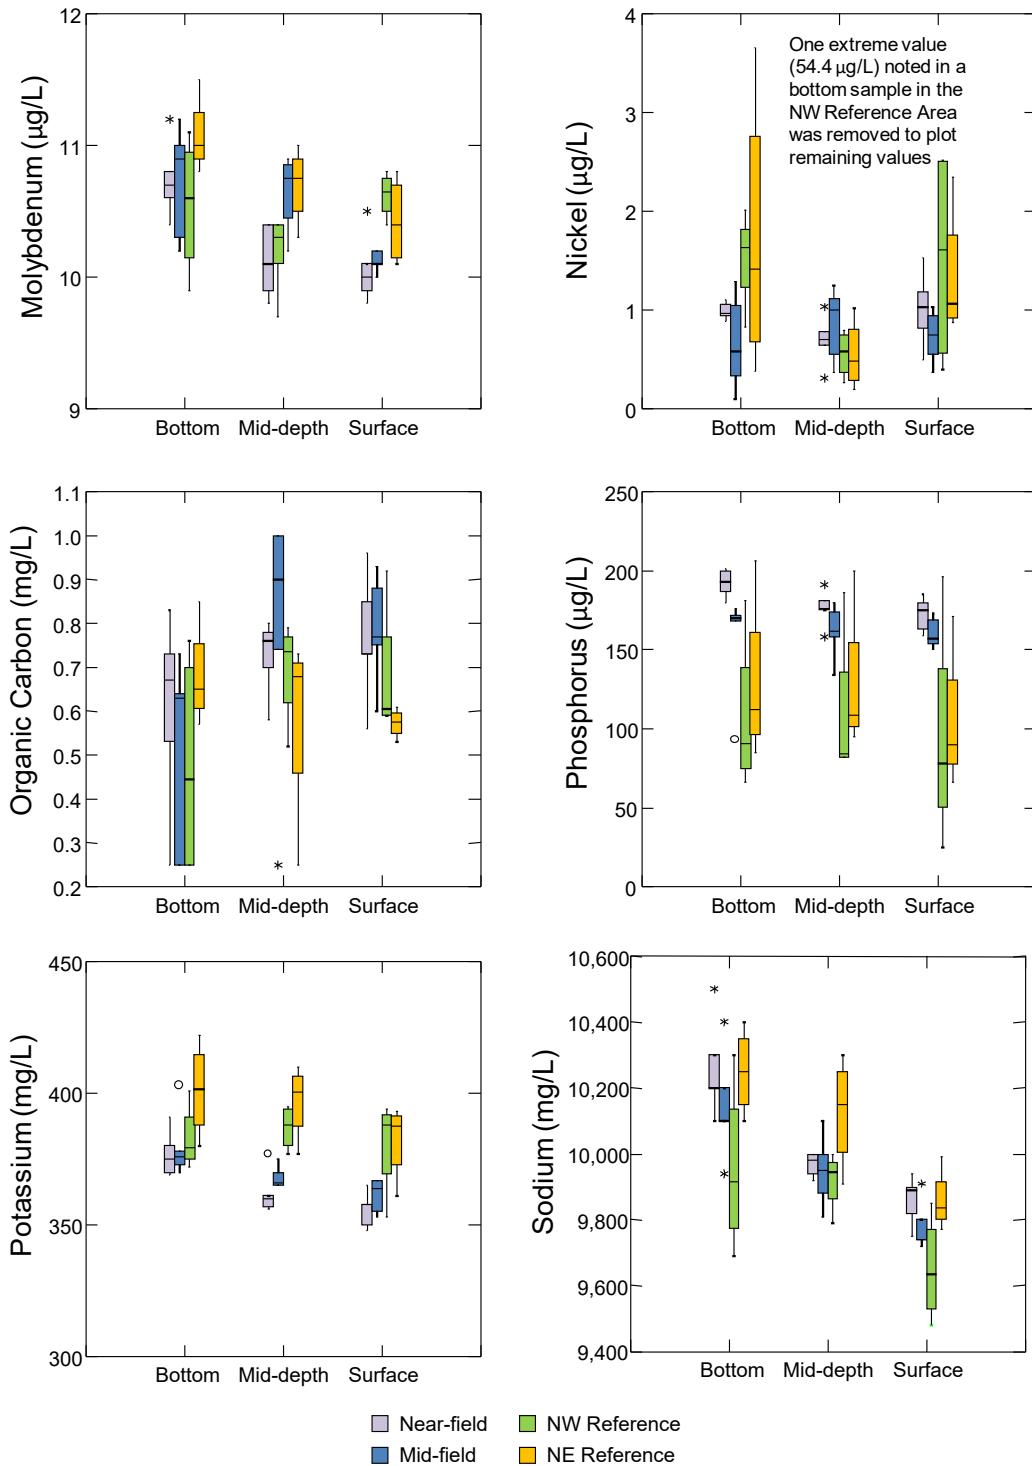 Molybdenum (µg/L)
12
11
10
9
Bottom Mid-depth Surface
Nickel (µg/L)
4
3
2
1
0
One extreme value
(54.4 µg/L) noted in a
bottom sample in the
NW Reference Area
was removed to plot
remaining values
Bottom Mid-depth Surface
Organic Carbon (mg/L)
1.1
1.0
0.9
0.8
0.7
0.6
0.5
0.4
0.3
0.2
Bottom Mid-depth Surface
Phosphorus (µg/L)
250
200
150
100
50
0
Bottom Mid-depth Surface
Potassium (mg/L)
450
400
350
300
Bottom Mid-depth Surface
Sodium (mg/L)
10,600
10,400
10,200
10,000
9,800
9,600
9,400
Bottom Mid-depth Surface
Near-field NW Reference
Mid-field NE Reference